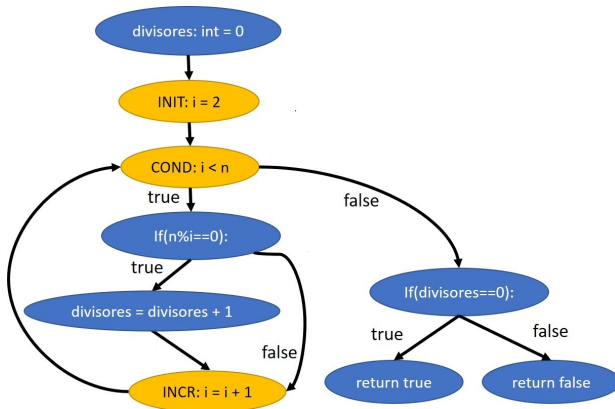 divisores: int = 0
INIT: i = 2
COND: i < n
true
false
If(n%i==0):
true
If(divisores==0):
divisores = divisores + 1
true
false
false
INCR: i = i + 1
return true
return false